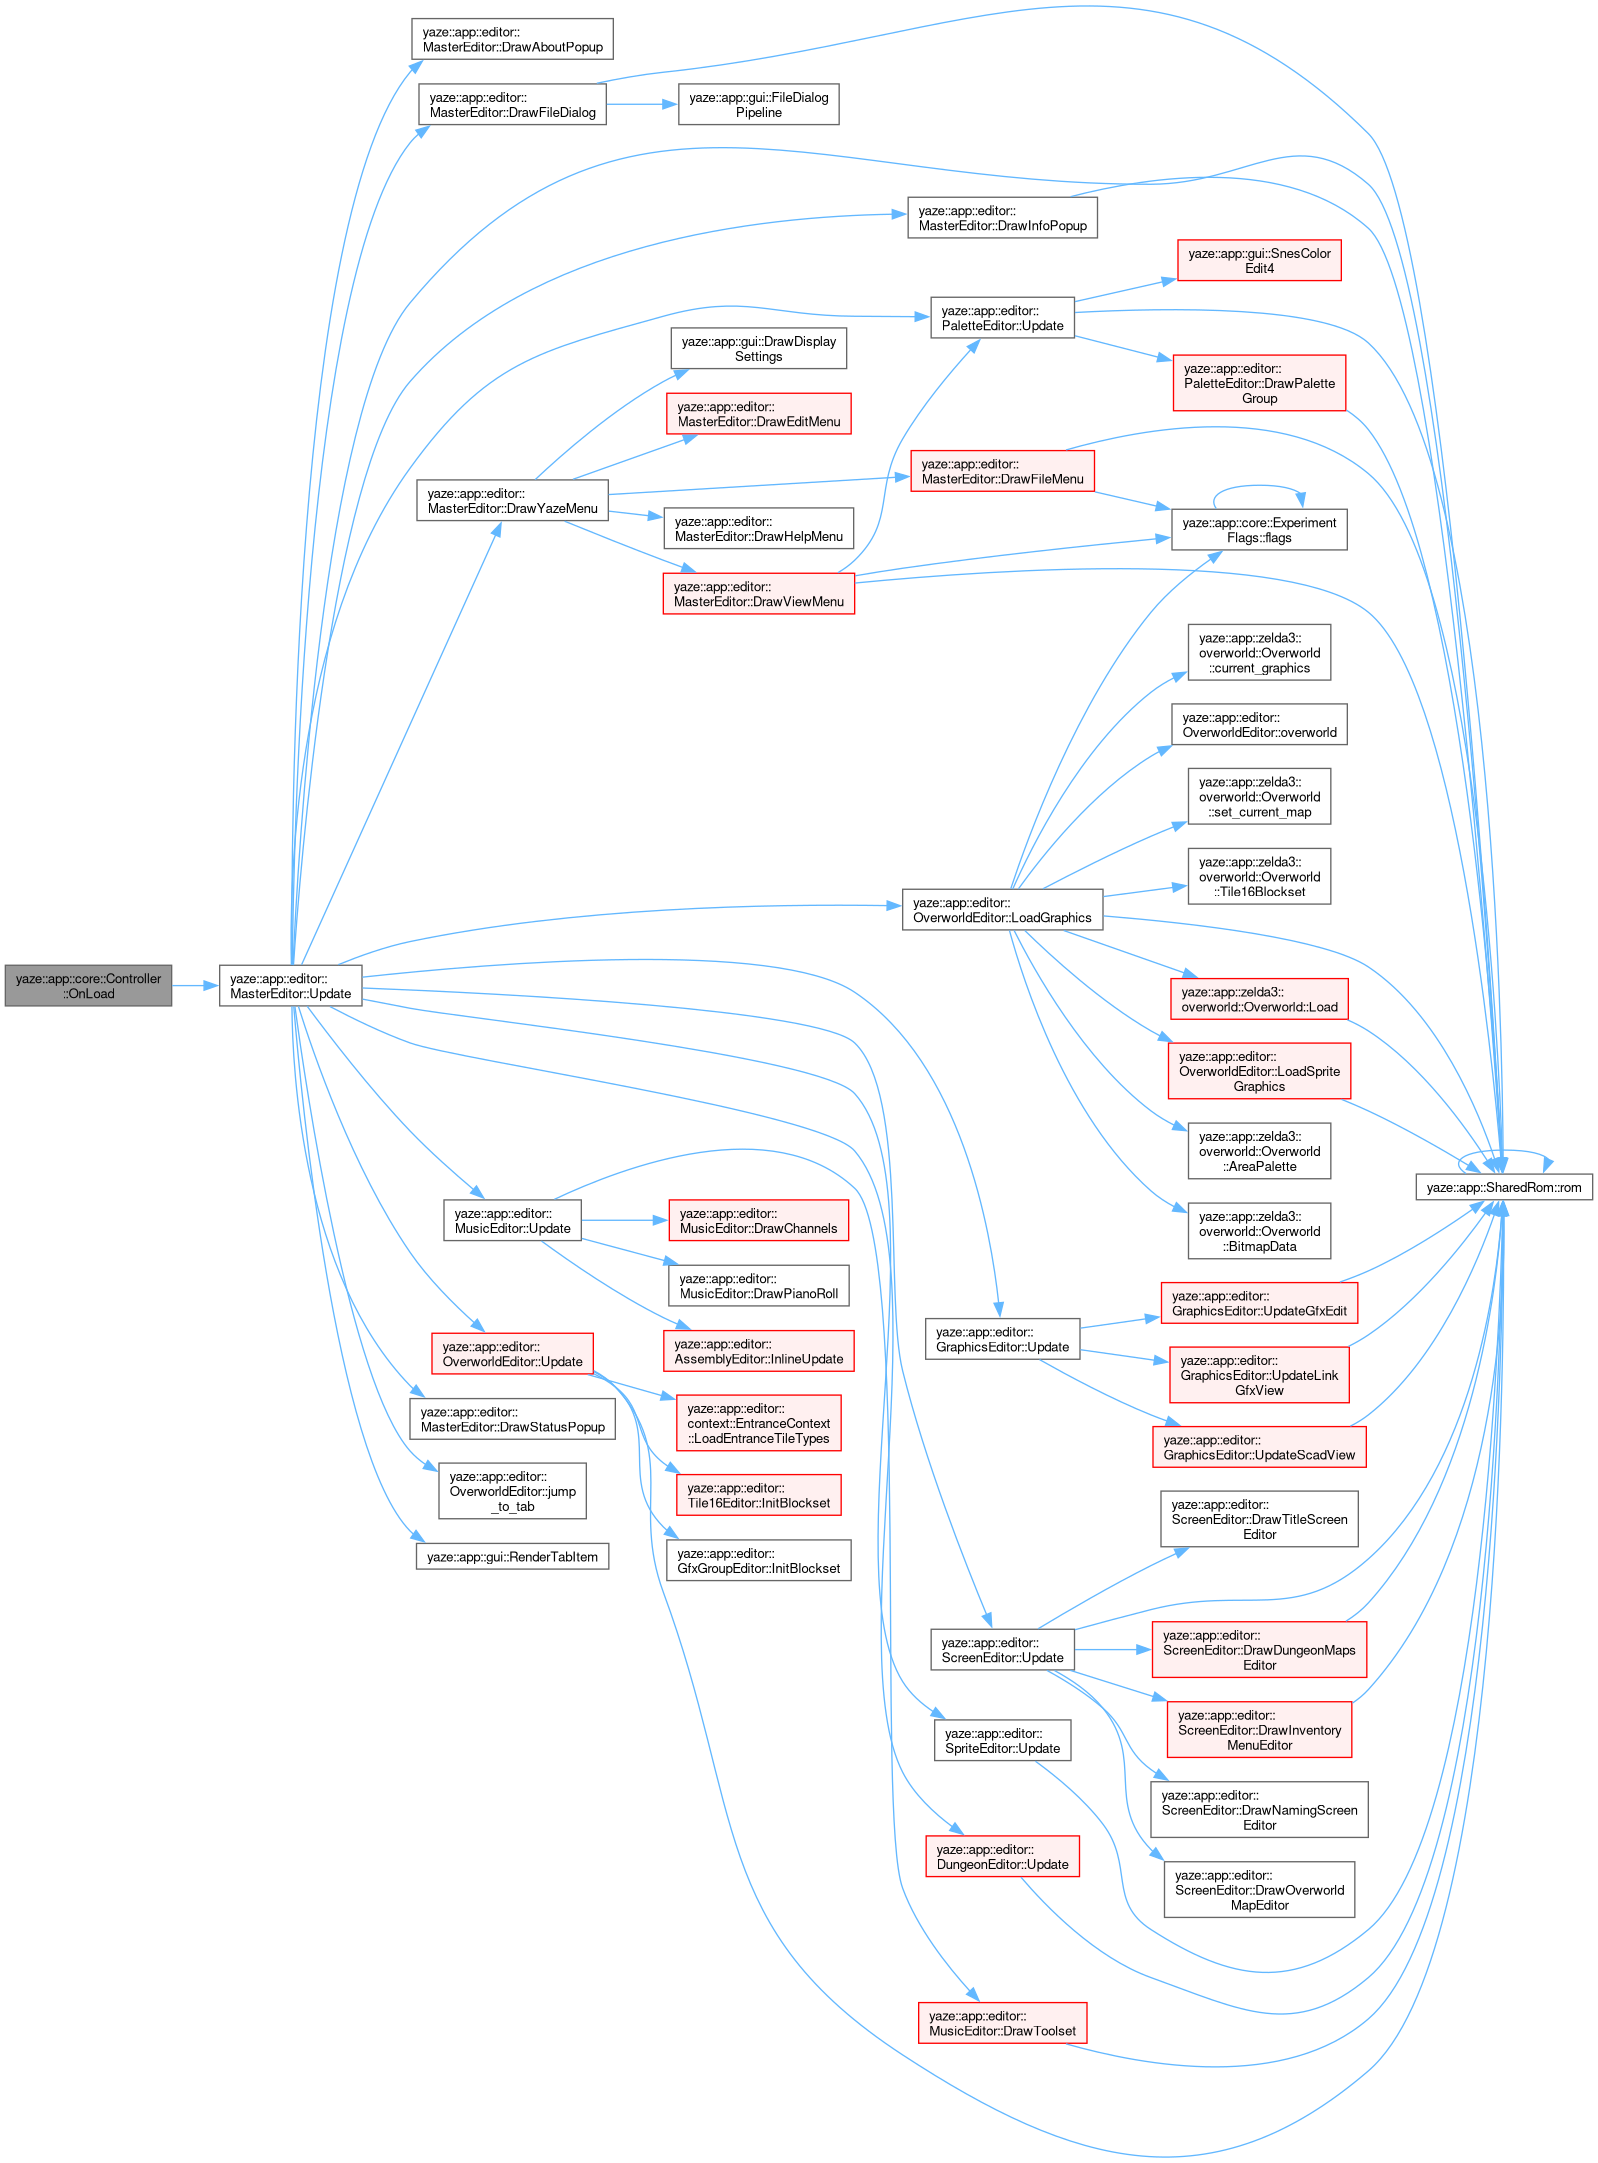 yaze::app::editor::
MasterEditor::DrawAboutPopup
yaze::app::editor::
MasterEditor::DrawFileDialog
yaze::app::gui::FileDialog
Pipeline
yaze::app::editor::
MasterEditor::DrawInfoPopup
yaze::app::gui::SnesColor
Edit4
yaze::app::editor::
PaletteEditor::Update
yaze::app::gui::DrawDisplay
Settings
yaze::app::editor::
PaletteEditor::DrawPalette
Group
yaze::app::editor::
MasterEditor::DrawEditMenu
yaze::app::editor::
MasterEditor::DrawFileMenu
yaze::app::editor::
MasterEditor::DrawYazeMenu
yaze::app::editor::
MasterEditor::DrawHelpMenu
yaze::app::core::Experiment
Flags::flags
yaze::app::editor::
MasterEditor::DrawViewMenu
yaze::app::zelda3::
overworld::Overworld
::current_graphics
yaze::app::editor::
OverworldEditor::overworld
yaze::app::zelda3::
overworld::Overworld
::set_current_map
yaze::app::zelda3::
overworld::Overworld
::Tile16Blockset
yaze::app::editor::
OverworldEditor::LoadGraphics
yaze::app::core::Controller
::OnLoad
yaze::app::editor::
MasterEditor::Update
yaze::app::zelda3::
overworld::Overworld::Load
yaze::app::editor::
OverworldEditor::LoadSprite
Graphics
yaze::app::zelda3::
overworld::Overworld
::AreaPalette
yaze::app::SharedRom::rom
yaze::app::zelda3::
overworld::Overworld
::BitmapData
yaze::app::editor::
MusicEditor::Update
yaze::app::editor::
MusicEditor::DrawChannels
yaze::app::editor::
MusicEditor::DrawPianoRoll
yaze::app::editor::
GraphicsEditor::UpdateGfxEdit
yaze::app::editor::
OverworldEditor::Update
yaze::app::editor::
AssemblyEditor::InlineUpdate
yaze::app::editor::
GraphicsEditor::Update
yaze::app::editor::
GraphicsEditor::UpdateLink
GfxView
yaze::app::editor::
MasterEditor::DrawStatusPopup
yaze::app::editor::
context::EntranceContext
::LoadEntranceTileTypes
yaze::app::editor::
GraphicsEditor::UpdateScadView
yaze::app::editor::
OverworldEditor::jump
_to_tab
yaze::app::editor::
Tile16Editor::InitBlockset
yaze::app::editor::
ScreenEditor::DrawTitleScreen
Editor
yaze::app::gui::RenderTabItem
yaze::app::editor::
GfxGroupEditor::InitBlockset
yaze::app::editor::
ScreenEditor::Update
yaze::app::editor::
ScreenEditor::DrawDungeonMaps
Editor
yaze::app::editor::
ScreenEditor::DrawInventory
MenuEditor
yaze::app::editor::
SpriteEditor::Update
yaze::app::editor::
ScreenEditor::DrawNamingScreen
Editor
yaze::app::editor::
DungeonEditor::Update
yaze::app::editor::
ScreenEditor::DrawOverworld
MapEditor
yaze::app::editor::
MusicEditor::DrawToolset